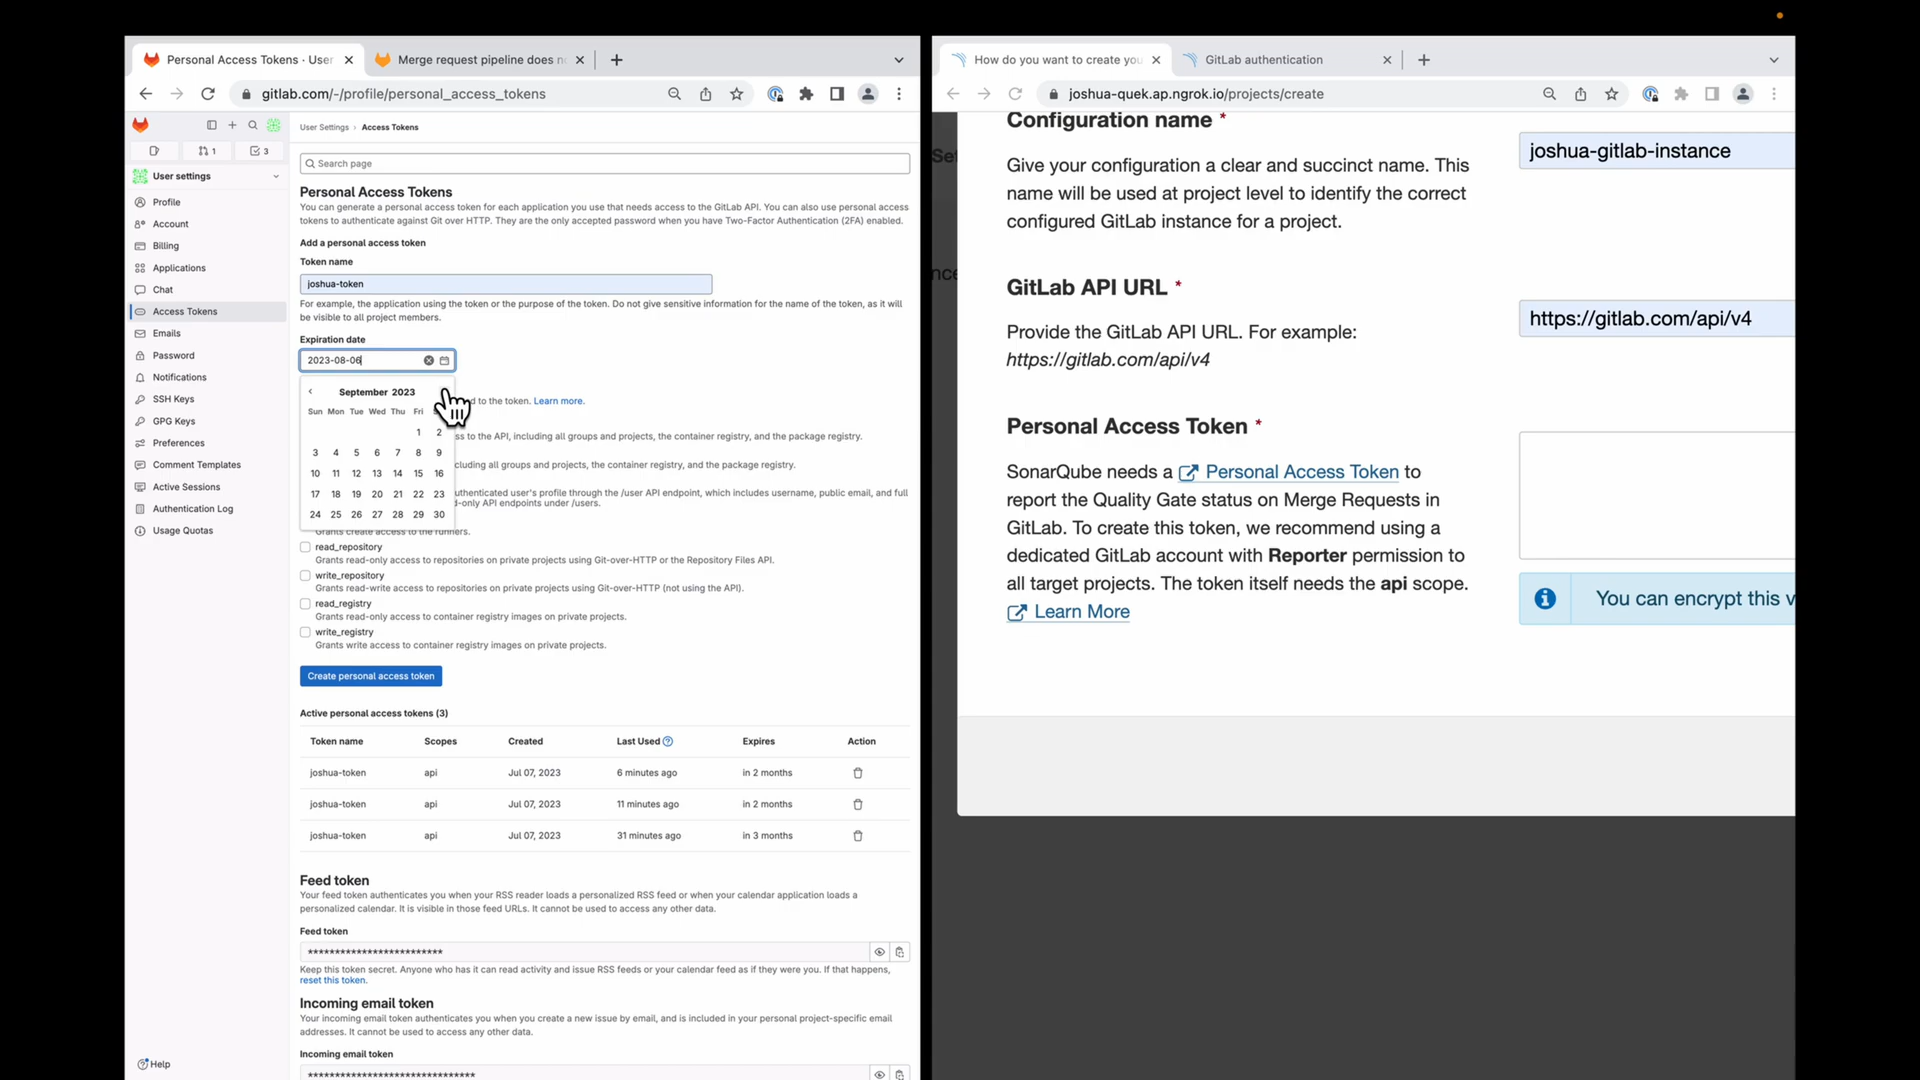 Personal Access Tokens · User
Merge request pipeline does n
gitlab.com/-/profile/personal_access_tokens
1
3
User settings
Profile
Account
Billing
Applications
Chat
Access Tokens
Emails
Password
Notifications
SSH Keys
GPG Keys
Preferences
Comment Templates
Active Sessions
Authentication Log
Usage Quotas
Help
User Settings › Access Tokens
Search page
Personal Access Tokens
You can generate a personal access token for each application you use that needs access to the GitLab API. You can also use personal access
tokens to authenticate against Git over HTTP. They are the only accepted password when you have Two-Factor Authentication (2FA) enabled.
Add a personal access token
Token name
joshua-token
For example, the application using the token or the purpose of the token. Do not give sensitive information for the name of the token, as it will
be visible to all project members.
Expiration date
2023-08-06
September 2023
Sun Mon Tue Wed Thu Fri
1 2
3 4 5 6 7 8 9
10 11 12 13 14 15 16
17 18 19 20 21 22 23
24 25 26 27 28 29 30
d to the token. Learn more.
ss to the API, including all groups and projects, the container registry, and the package registry.
cluding all groups and projects, the container registry, and the package registry.
uthenticated user's profile through the /user API endpoint, which includes username, public email, and full
d-only API endpoints under /users.
Grants create access to the runners.
read_repository
Grants read-only access to repositories on private projects using Git-over-HTTP or the Repository Files API.
write_repository
Grants read-write access to repositories on private projects using Git-over-HTTP (not using the API).
read_registry
Grants read-only access to container registry images on private projects.
write_registry
Grants write access to container registry images on private projects.
Create personal access token
Active personal access tokens (3)
Token name Scopes Created Last Used Expires Action
joshua-token api Jul 07, 2023 6 minutes ago in 2 months
joshua-token api Jul 07, 2023 11 minutes ago in 2 months
joshua-token api Jul 07, 2023 31 minutes ago in 3 months
Feed token
Your feed token authenticates you when your RSS reader loads a personalized RSS feed or when your calendar application loads a
personalized calendar. It is visible in those feed URLs. It cannot be used to access any other data.
Feed token
*************************
Keep this token secret. Anyone who has it can read activity and issue RSS feeds or your calendar feed as if they were you. If that happens,
reset this token.
Incoming email token
Your incoming email token authenticates you when you create a new issue by email, and is included in your personal project-specific email
addresses. It cannot be used to access any other data.
Incoming email token
*******************************
How do you want to create you
GitLab authentication
joshua-quek.ap.ngrok.io/projects/create
Set
nce
Configuration name *
Give your configuration a clear and succinct name. This
name will be used at project level to identify the correct
configured GitLab instance for a project.
joshua-gitlab-instance
GitLab API URL *
Provide the GitLab API URL. For example:
https://gitlab.com/api/v4
https://gitlab.com/api/v4
Personal Access Token *
SonarQube needs a Personal Access Token to
report the Quality Gate status on Merge Requests in
GitLab. To create this token, we recommend using a
dedicated GitLab account with Reporter permission to
all target projects. The token itself needs the api scope.
Learn More
You can encrypt this v